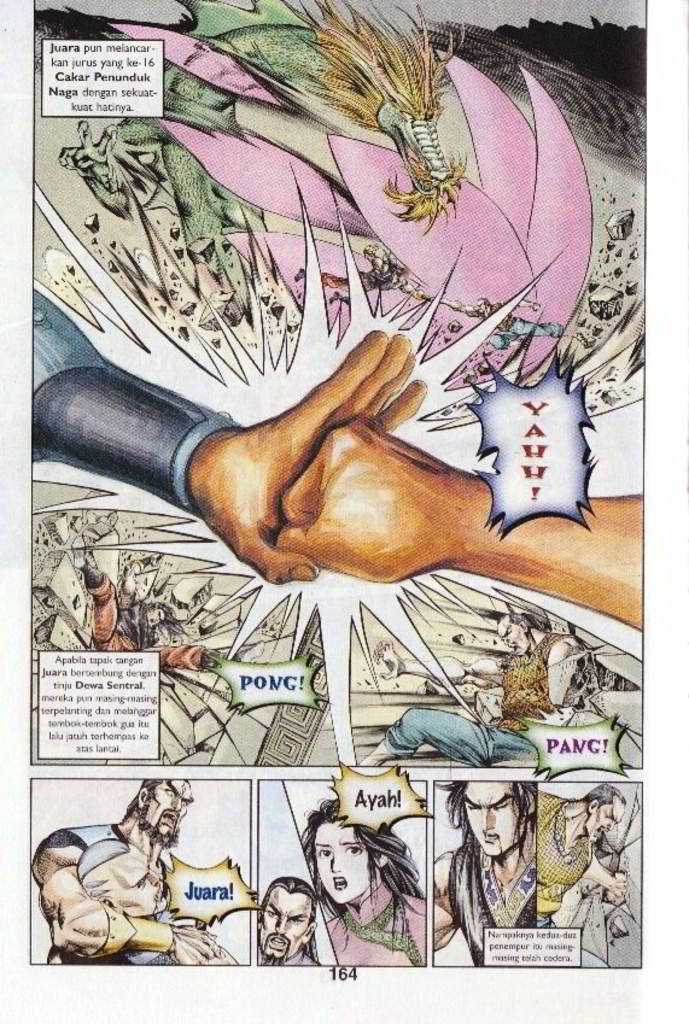 Juara pun melancar-
kan jurus yang ke-16
Cakar Penunduk
Naga dengan sekuat-
kuat hatinya.
YAHH!
Apabila tapak tangan
Juara bertembung dengan
tinju Dewa Sentral,
mereka pun masing-masing
terpelanting dan melanggar
tembok-tembok gua itu
lalu jatuh terhempas ke
atas lantai.
PONG!
PANG!
Juara!
Ayah!
Nampaknya kedua-dua
penempur itu masing-
masing telah cedera.
164